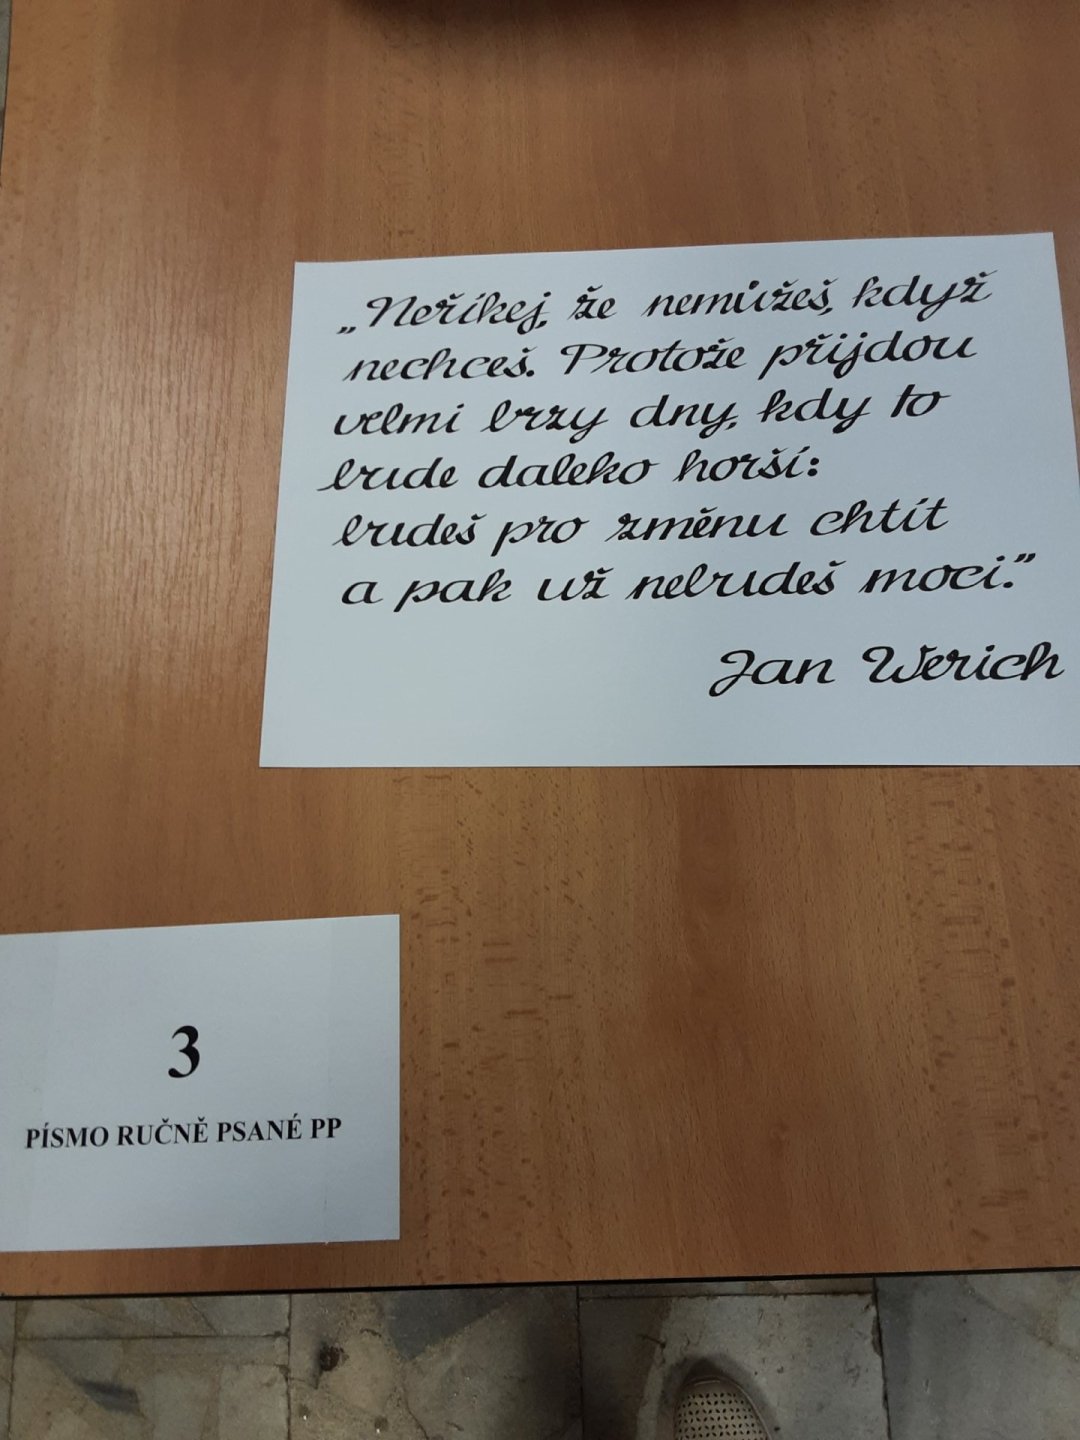 „Neříkej, že nemůžeš, když
nechceš. Protože přijdou
velmi brzy dny, kdy to
bude daleko horší:
budeš pro změnu chtít
a pak už nebudeš moci.”
Jan Werich
3
PÍSMO RUČNĚ PSANÉ PP